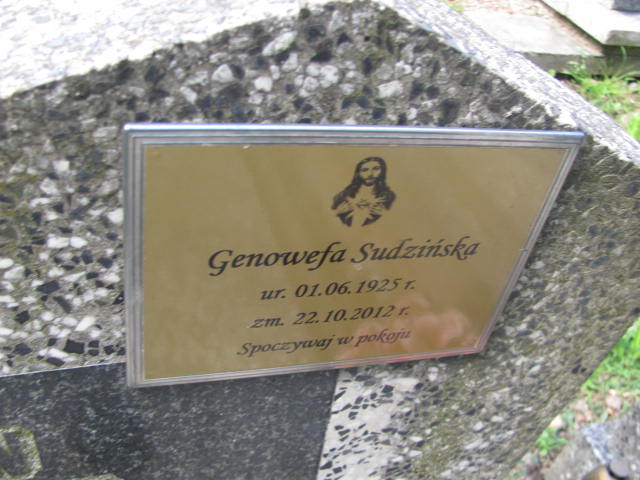 Genowefa Sudzińska
ur. 01.06.1925 r.
zm. 22.10.2012 r.
Spoczywaj w pokoju